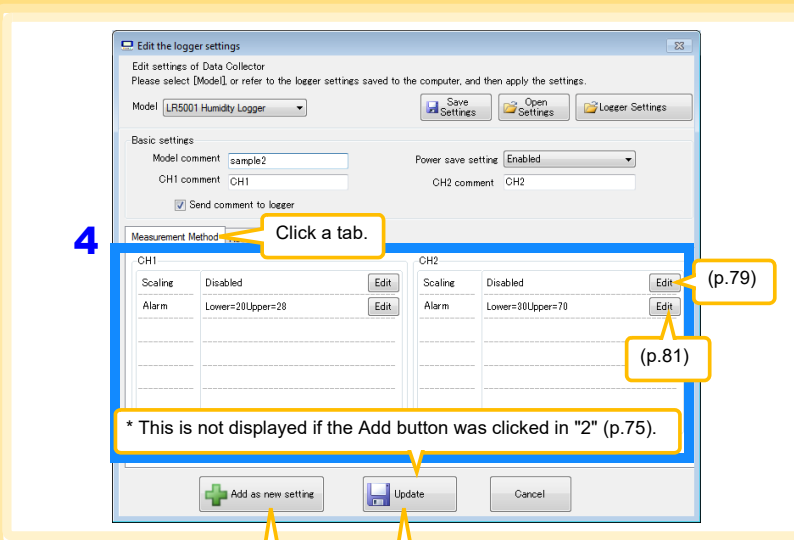 Edit the logger settings
Edit settings of Data Collector
Please select [Model], or refer to the logger settings saved to the computer, and then apply the settings.
Model LR5001 Humidity Logger Save Settings Open Settings Logger Settings
Basic settings
Model comment sample2 Power save setting Enabled
CH1 comment CH1 CH2 comment CH2
Send comment to logger
4
Measurement Method
Click a tab.
CH1 CH2
Scaling Disabled Edit Scaling Disabled Edit (p.79)
Alarm Lower=20Upper=28 Edit Alarm Lower=30Upper=70 Edit
(p.81)
* This is not displayed if the Add button was clicked in "2" (p.75).
Add as new setting Update Cancel